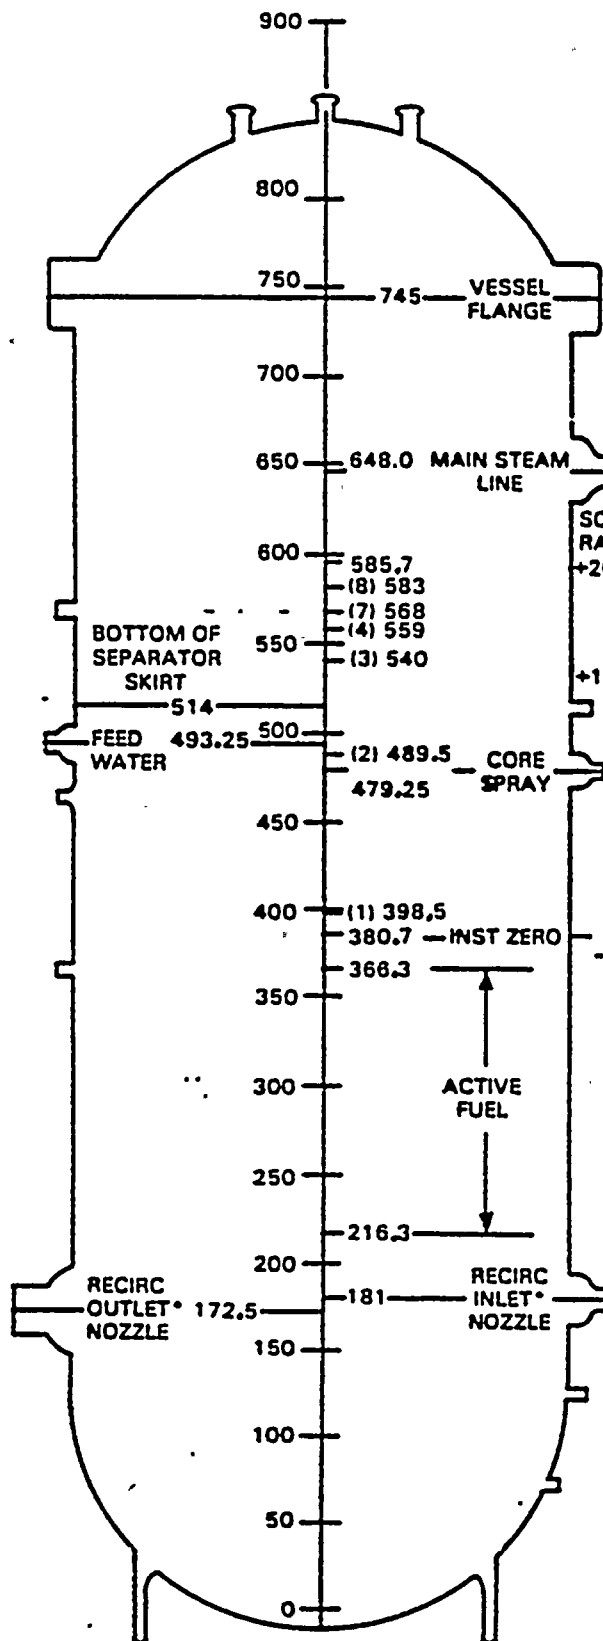 900
800
750
745 VESSEL
FLANGE
700
650
648.0 MAIN STEAM
LINE
600
585.7
(8) 583
(7) 568
(4) 559
550
(3) 540
BOTTOM OF
SEPARATOR
SKIRT
514
500
FEED 493.25
WATER
(2) 489.5
CORE
SPRAY
479.25
450
400
(1) 398.5
380.7 INST ZERO
366.3
350
300
ACTIVE
FUEL
250
216.3
200
RECIRC
OUTLET* 172.5
NOZZLE
181 RECIRC
INLET*
NOZZLE
150
100
50
0